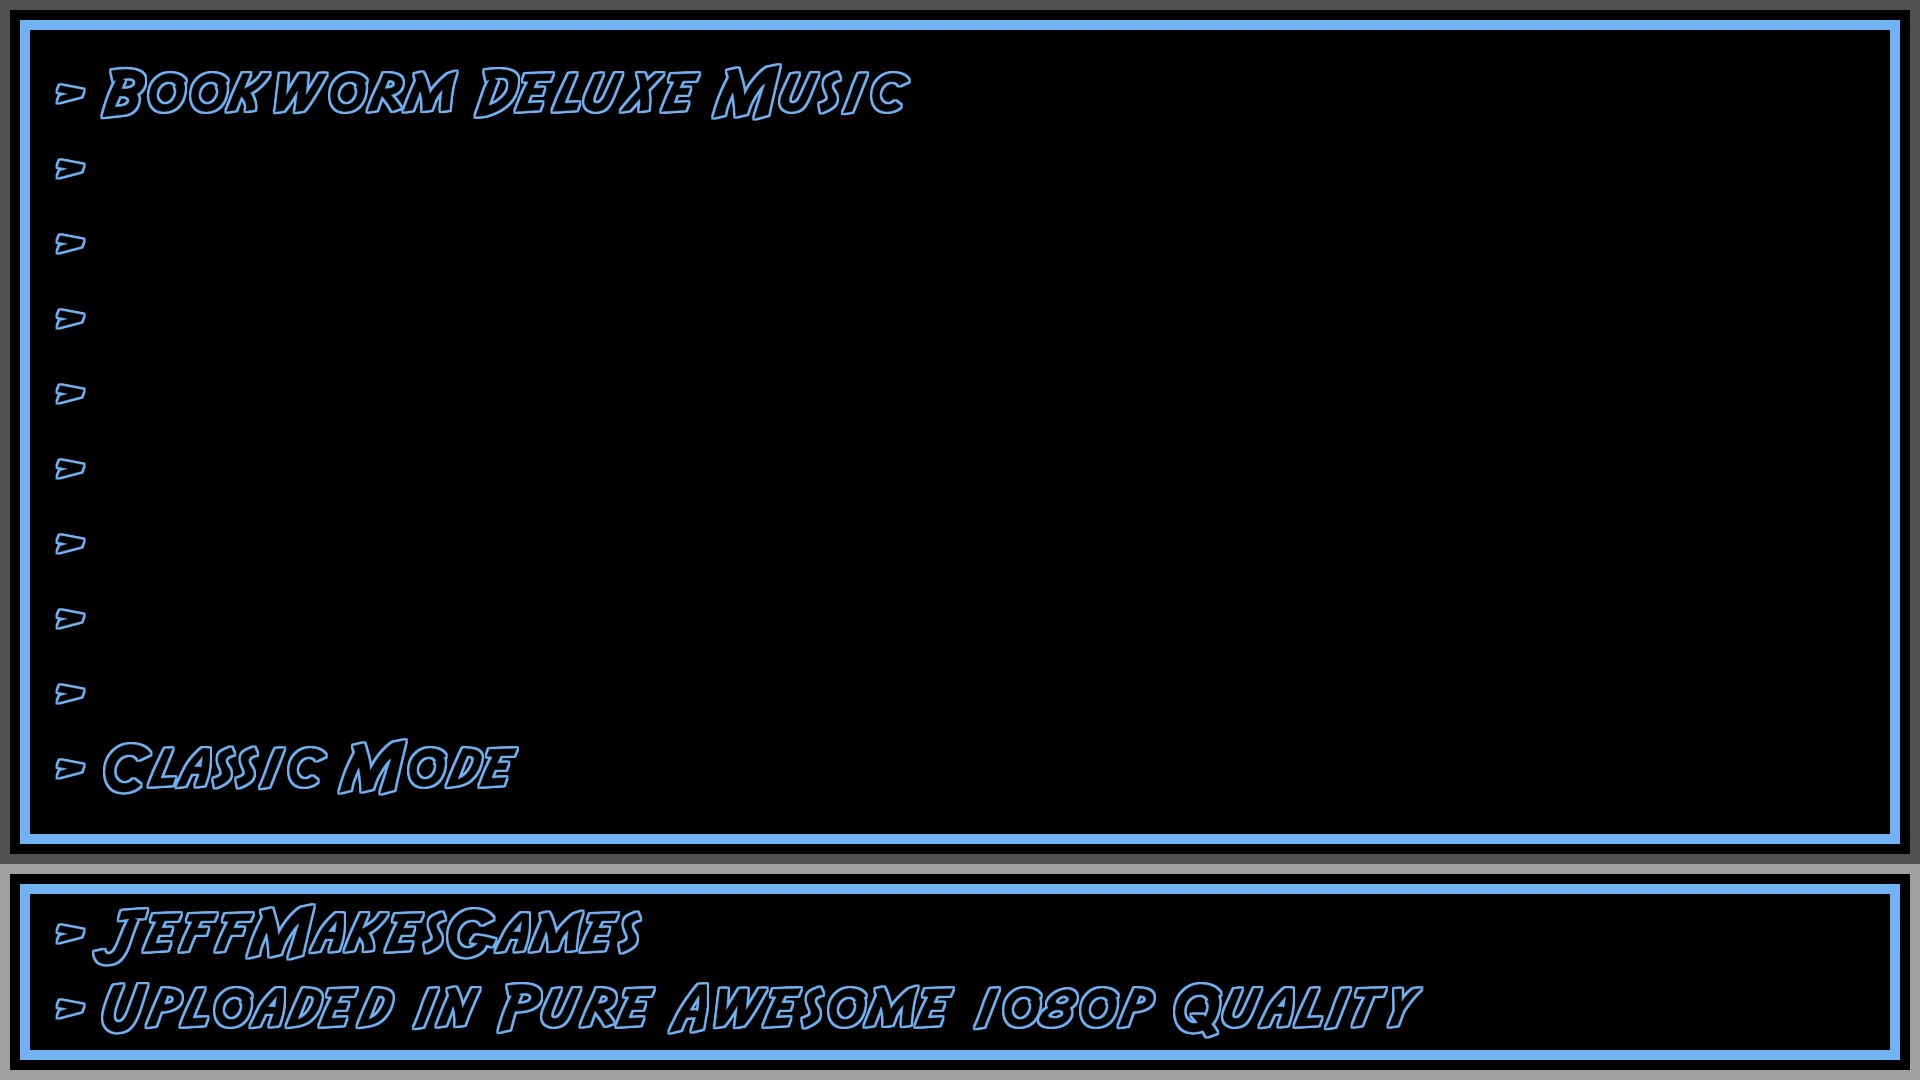 > Bookworm Deluxe Music
>
>
>
>
>
>
>
>
> Classic Mode
> JeffMakesGames
> Uploaded in Pure Awesome 1080p Quality